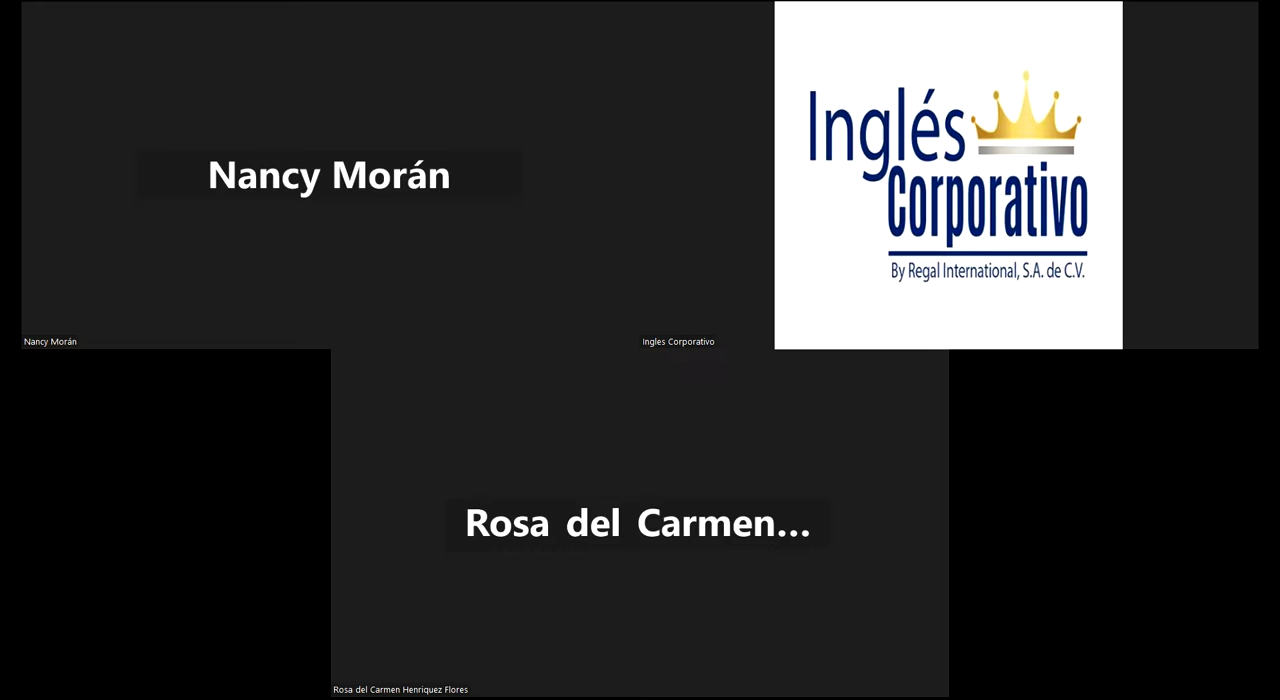 Nancy Morán
Nancy Morán
Inglés
Corporativo
By Regal International, S.A. de C.V.
Ingles Corporativo
Rosa del Carmen...
Rosa del Carmen Henriquez Flores